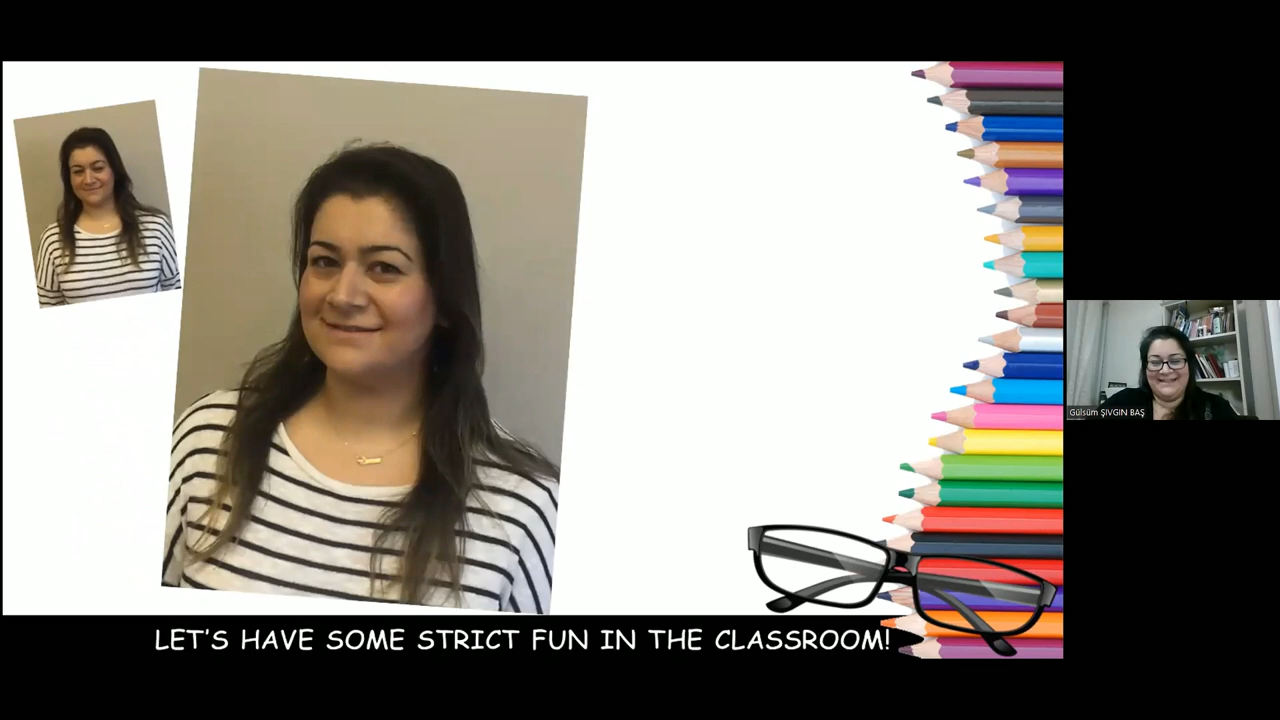 Gülsüm ŞIVGIN BAŞ
LET'S HAVE SOME STRICT FUN IN THE CLASSROOM!